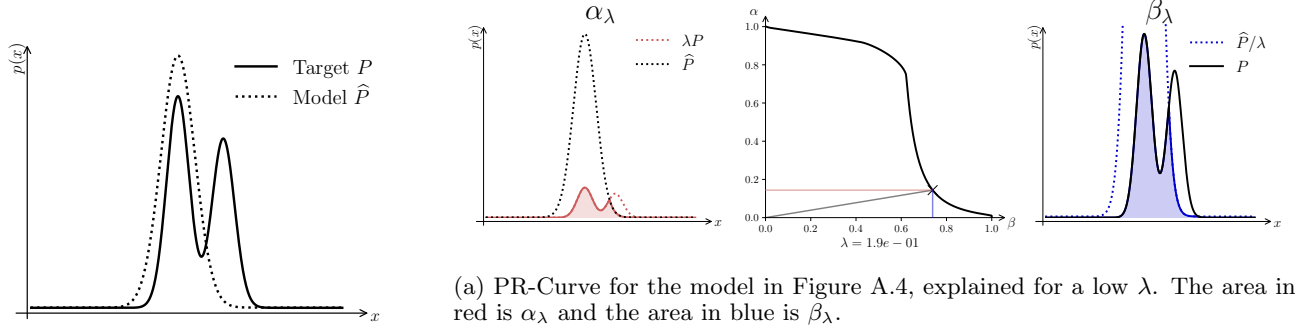 p(x)
Target P
Model P̂
x
α_λ
p(x)
λP
P̂
x
α
1.0
0.8
0.6
0.4
0.2
0.0
0.0 0.2 0.4 0.6 0.8 1.0 β
λ = 1.9e − 01
β_λ
p(x)
P̂/λ
P
x
(a) PR-Curve for the model in Figure A.4, explained for a low λ. The area in
red is α_λ and the area in blue is β_λ.